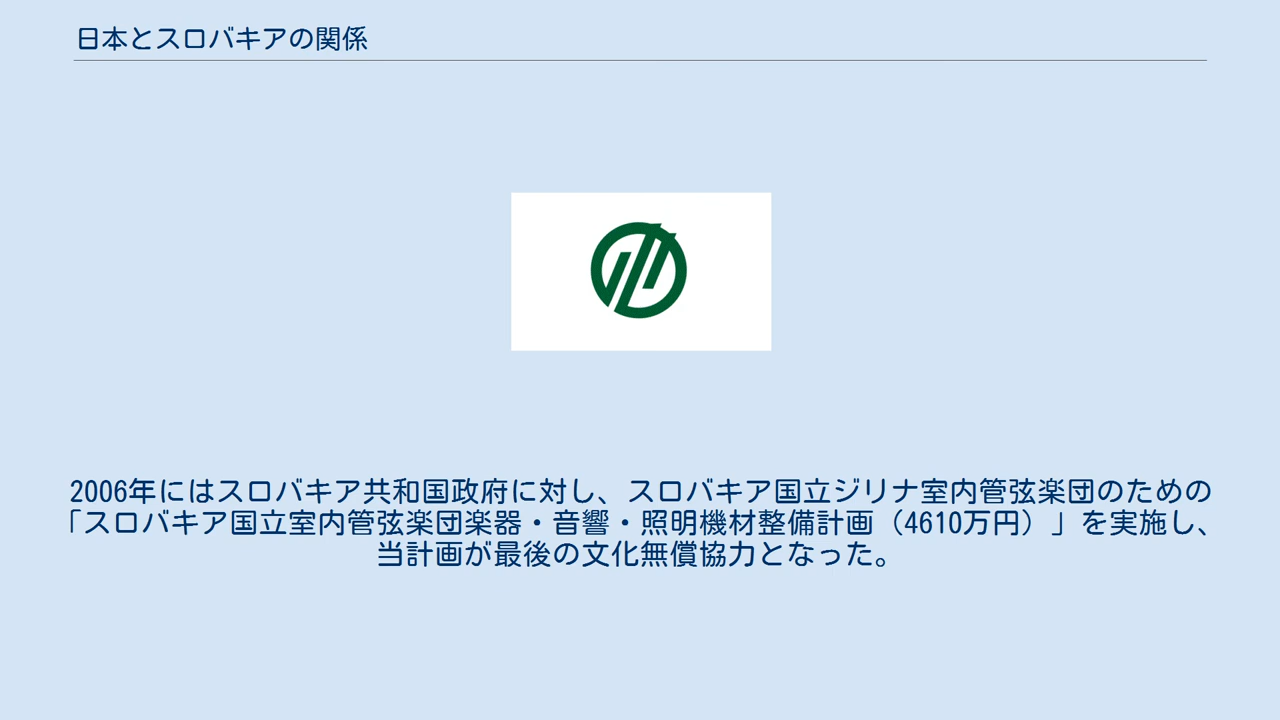 日本とスロバキアの関係
2006年にはスロバキア共和国政府に対し、スロバキア国立ジリナ室内管弦楽団のための
「スロバキア国立室内管弦楽団楽器・音響・照明機材整備計画（4610万円）」を実施し、
当計画が最後の文化無償協力となった。